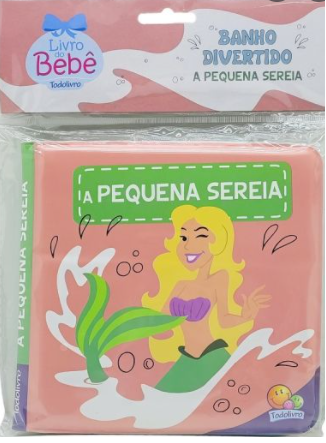 Livro
do
Bebê
Todolivro
BANHO
DIVERTIDO
A PEQUENA SEREIA
A PEQUENA SEREIA
A PEQUENA SEREIA
Todolivro
Todolivro